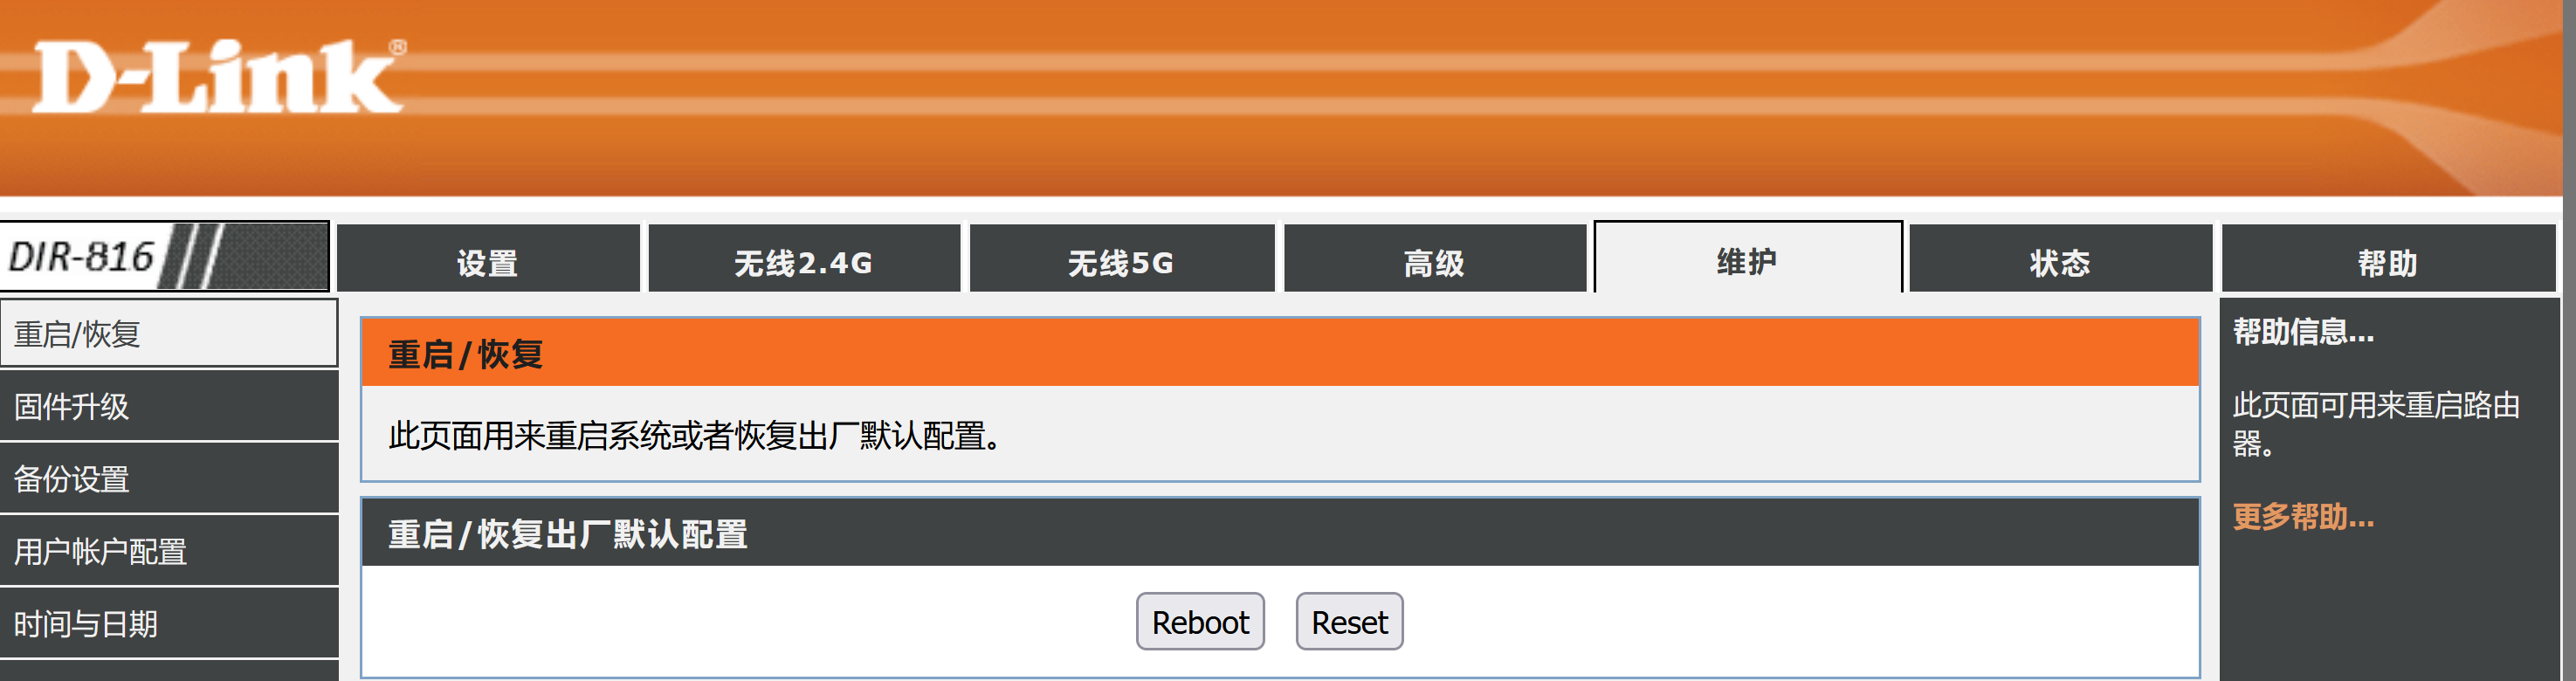 D-Link®
DIR-816
设置
无线2.4G
无线5G
高级
维护
状态
帮助
重启/恢复
固件升级
备份设置
用户帐户配置
时间与日期
重启/恢复
此页面用来重启系统或者恢复出厂默认配置。
重启/恢复出厂默认配置
Reboot
Reset
帮助信息...
此页面可用来重启路由
器。
更多帮助...